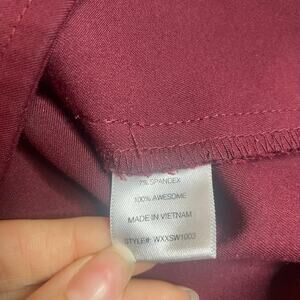 7% SPANDEX
100% AWESOME
MADE IN VIETNAM
STYLE#: WXXSW1003